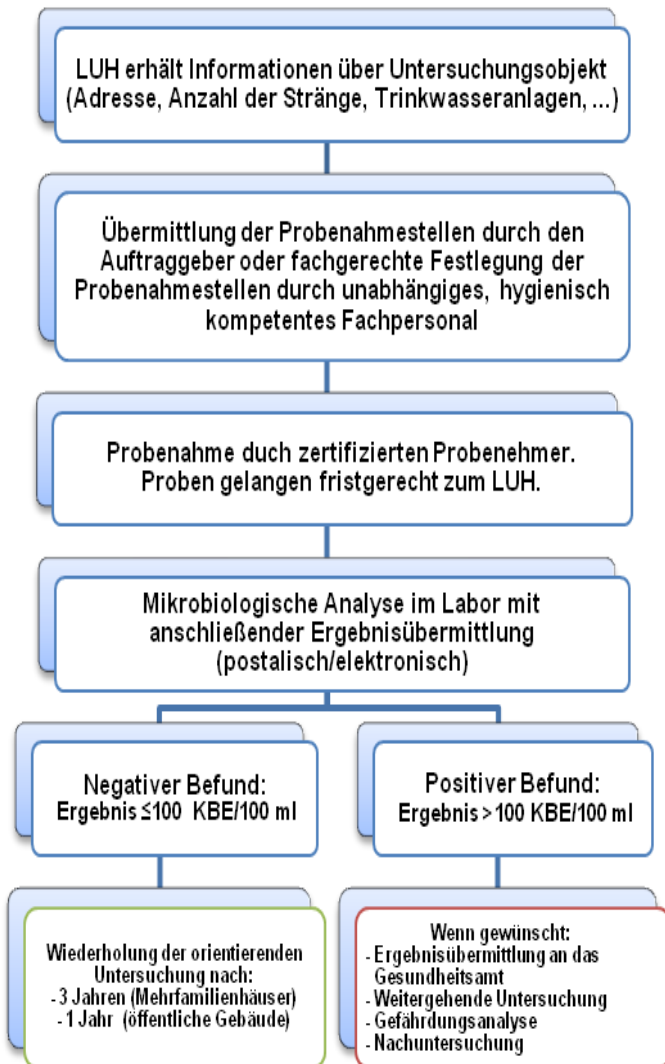 LUH erhält Informationen über Untersuchungsobjekt
(Adresse, Anzahl der Stränge, Trinkwasseranlagen, ...)
Übermittlung der Probenahmestellen durch den
Auftraggeber oder fachgerechte Festlegung der
Probenahmestellen durch unabhängiges, hygienisch
kompetentes Fachpersonal
Probenahme duch zertifizierten Probenehmer.
Proben gelangen fristgerecht zum LUH.
Mikrobiologische Analyse im Labor mit
anschließender Ergebnisübermittlung
(postalisch/elektronisch)
Negativer Befund:
Ergebnis ≤100 KBE/100 ml
Positiver Befund:
Ergebnis >100 KBE/100 ml
Wiederholung der orientierenden
Untersuchung nach:
- 3 Jahren (Mehrfamilienhäuser)
- 1 Jahr (öffentliche Gebäude)
Wenn gewünscht:
- Ergebnisübermittlung an das
Gesundheitsamt
- Weitergehende Untersuchung
- Gefährdungsanalyse
- Nachuntersuchung